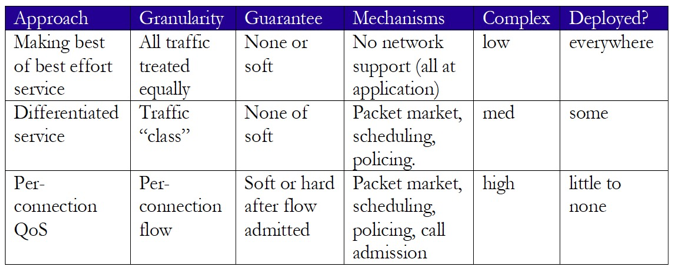 Approach Granularity Guarantee Mechanisms Complex Deployed?
Making best All traffic None or No network low everywhere
of best effort treated soft support (all at
service equally application)
Differentiated Traffic None of Packet market, med some
service “class” soft scheduling,
policing.
Per- Per- Soft or hard Packet market, high little to
connection connection after flow scheduling, none
QoS flow admitted policing, call
admission